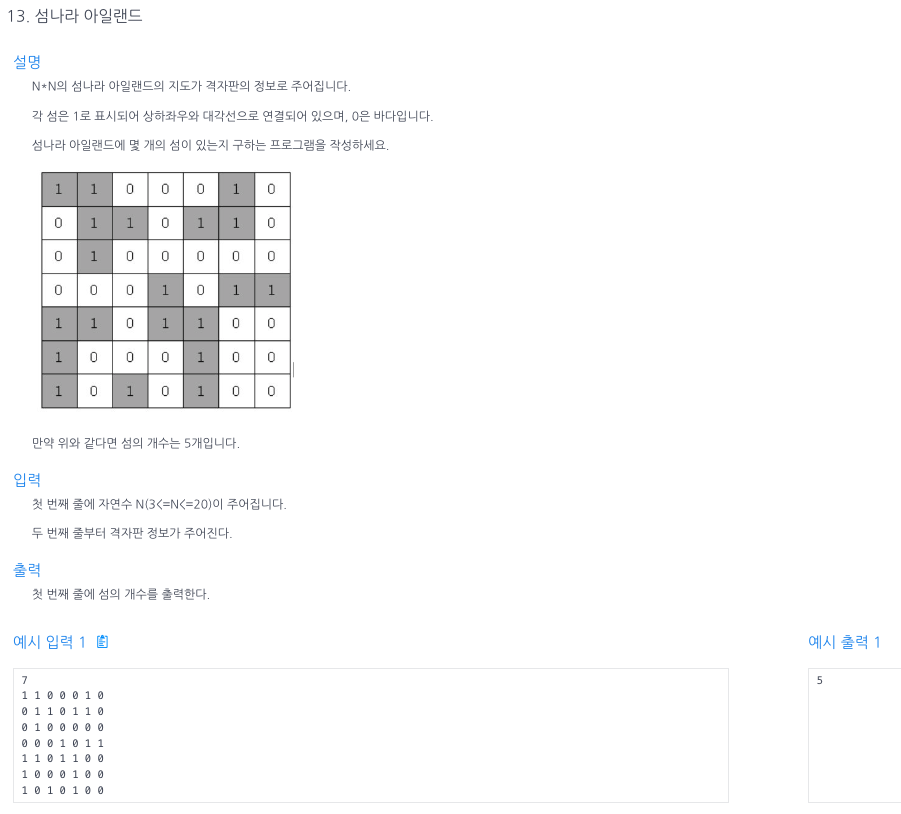 13. 섬나라 아일랜드
설명
N*N의 섬나라 아일랜드의 지도가 격자판의 정보로 주어집니다.
각 섬은 1로 표시되어 상하좌우와 대각선으로 연결되어 있으며, 0은 바다입니다.
섬나라 아일랜드에 몇 개의 섬이 있는지 구하는 프로그램을 작성하세요.
1 1 0 0 0 1 0
0 1 1 0 1 1 0
0 1 0 0 0 0 0
0 0 0 1 0 1 1
1 1 0 1 1 0 0
1 0 0 0 1 0 0
1 0 1 0 1 0 0
만약 위와 같다면 섬의 개수는 5개입니다.
입력
첫 번째 줄에 자연수 N(3<=N<=20)이 주어집니다.
두 번째 줄부터 격자판 정보가 주어진다.
출력
첫 번째 줄에 섬의 개수를 출력한다.
예시 입력 1
7
1 1 0 0 0 1 0
0 1 1 0 1 1 0
0 1 0 0 0 0 0
0 0 0 1 0 1 1
1 1 0 1 1 0 0
1 0 0 0 1 0 0
1 0 1 0 1 0 0
예시 출력 1
5